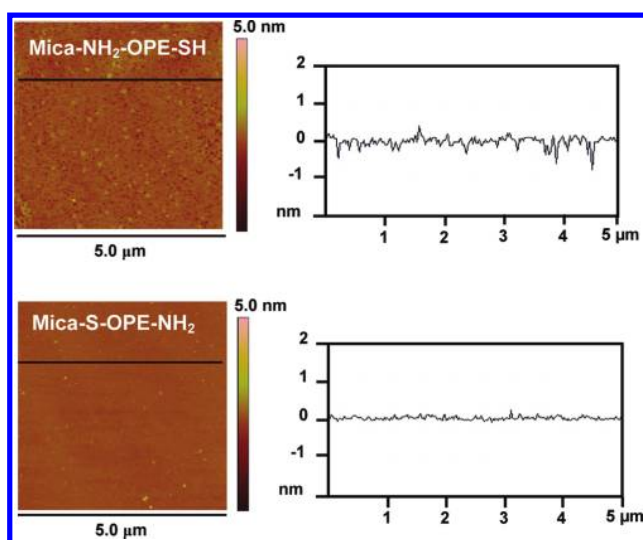 Mica-NH₂-OPE-SH
5.0 nm
5.0 μm
2
1
0
-1
nm
1 2 3 4 5 μm
Mica-S-OPE-NH₂
5.0 nm
5.0 μm
2
1
0
-1
nm
1 2 3 4 5 μm